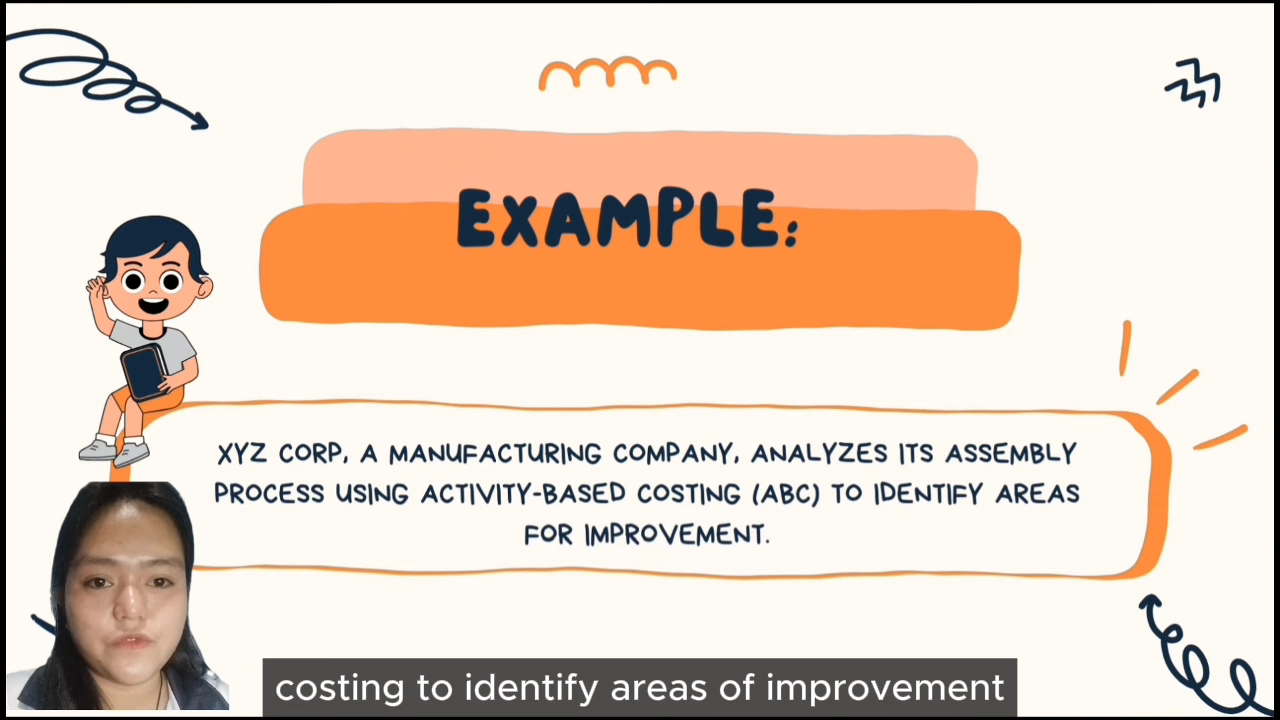 EXAMPLE:
XYZ CORP, A MANUFACTURING COMPANY, ANALYZES ITS ASSEMBLY
PROCESS USING ACTIVITY-BASED COSTING (ABC) TO IDENTIFY AREAS
FOR IMPROVEMENT.
costing to identify areas of improvement